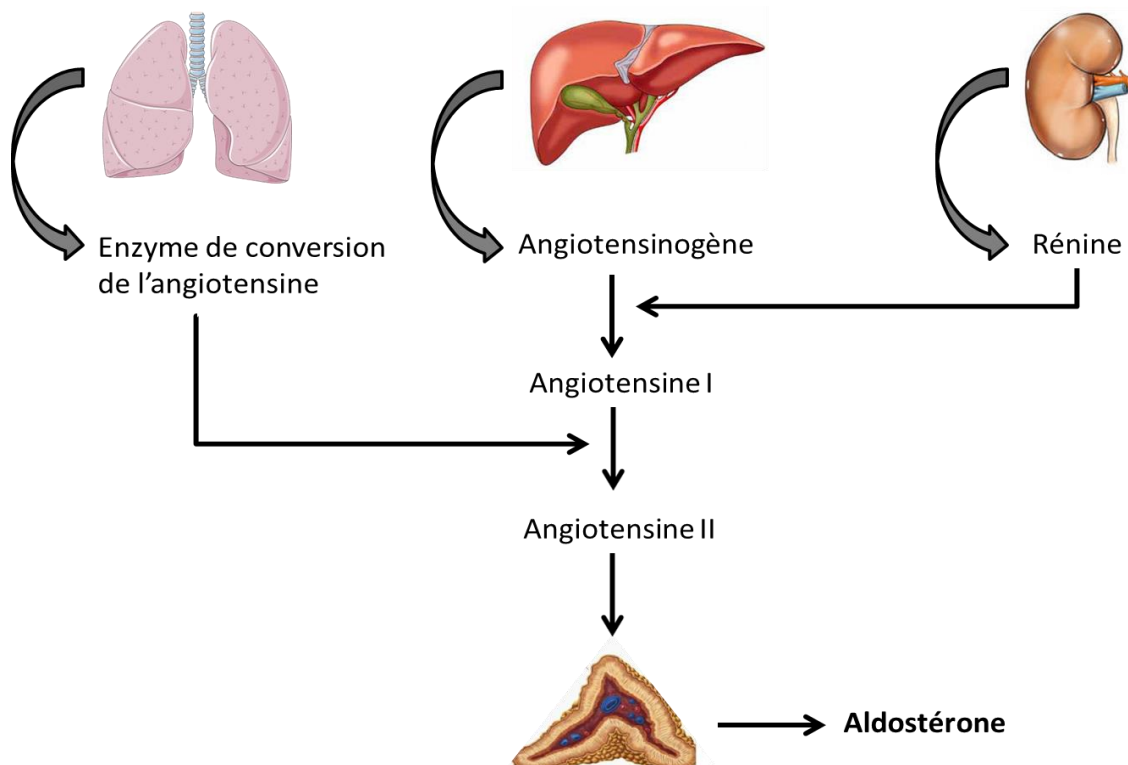 Enzyme de conversion
de l’angiotensine
Angiotensinogène
Rénine
Angiotensine I
Angiotensine II
Aldostérone